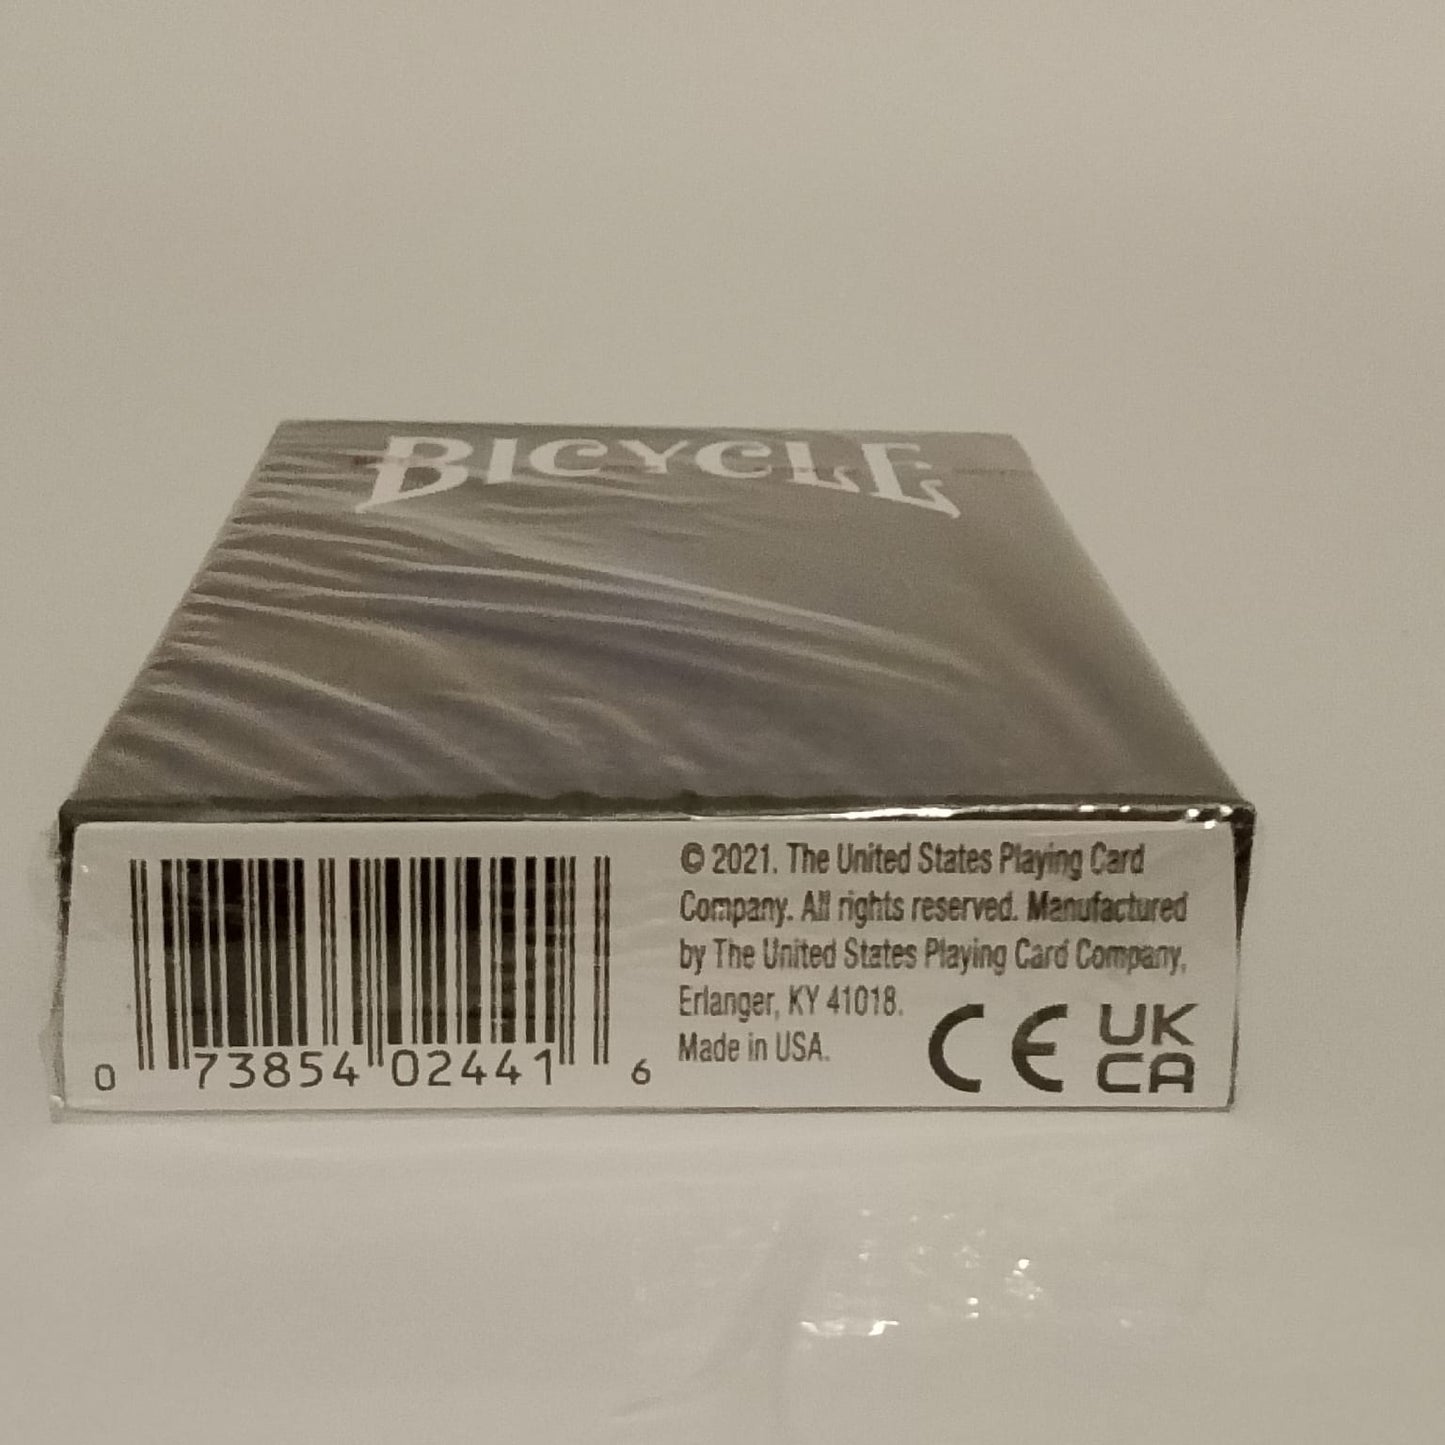 BICYCLE
© 2021. The United States Playing Card
Company. All rights reserved. Manufactured
by The United States Playing Card Company,
Erlanger, KY 41018.
Made in USA.
CE UK
CA
0 73854 02441 6